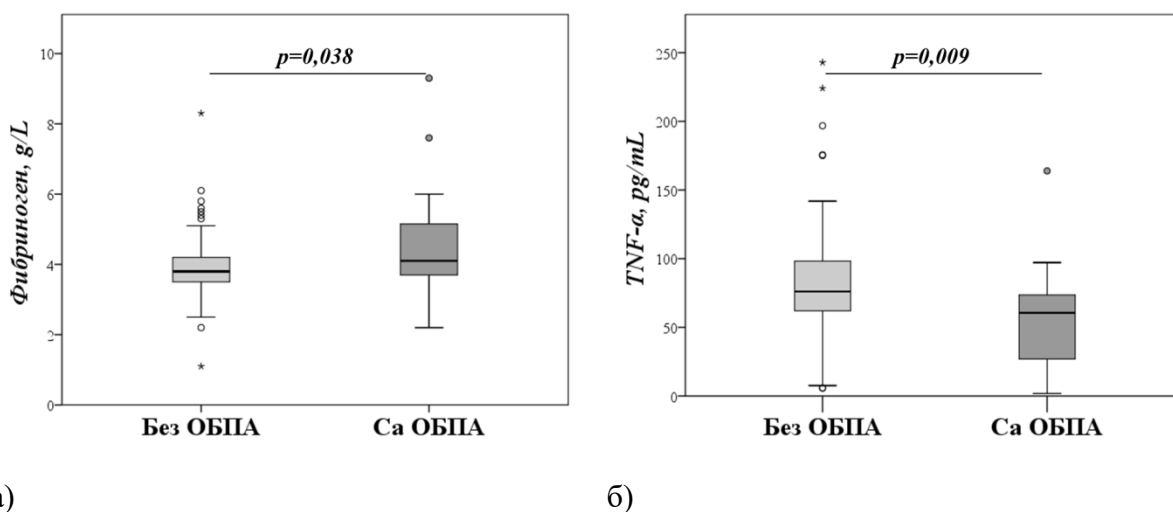 p=0,038
Фибриноген, g/L
10
8
6
4
2
0
Без ОБПА
Са ОБПА
а)
p=0,009
TNF-α, pg/mL
250
200
150
100
50
0
Без ОБПА
Са ОБПА
б)